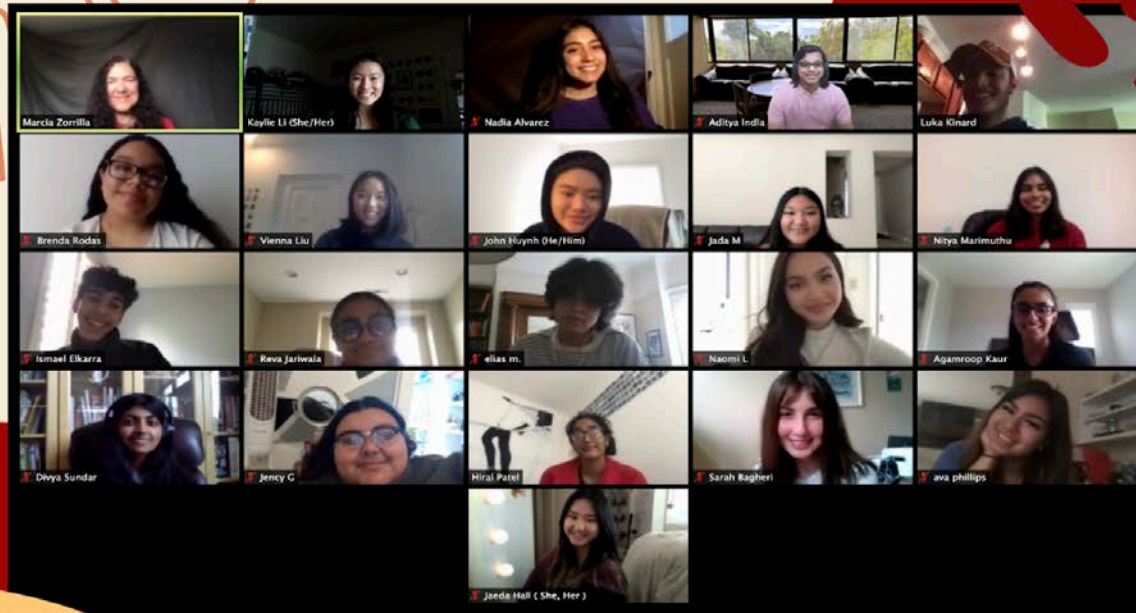 Marcia Zorrilla
Kaylie Li (She/Her)
Nadia Alvarez
Aditya Indla
Luka Kinard
Brenda Rodas
Vienna Liu
John Huynh (He/Him)
Jada M
Nitya Marimuthu
Ismael Elkarra
Reva Jariwala
elias m.
Naomi L
Agamroop Kaur
Divya Sundar
Jency G
Hiral Patel
Sarah Bagheri
ava phillips
Jaeda Hall ( She, Her )